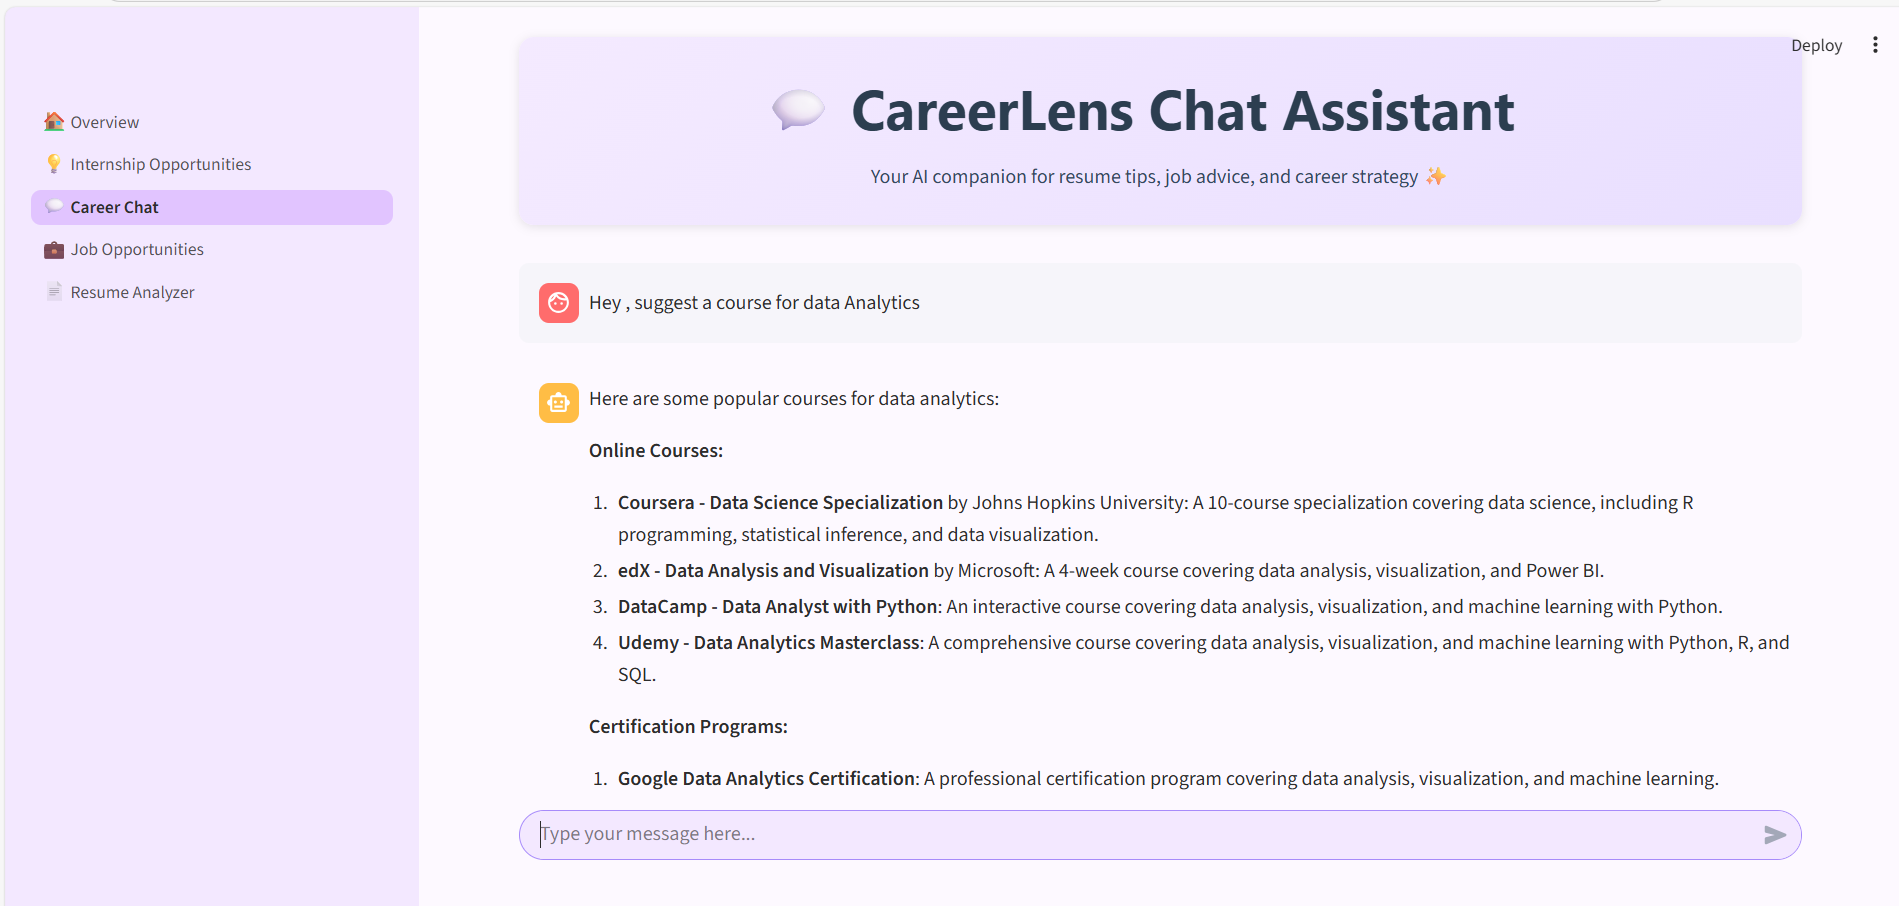 Deploy
Overview
Internship Opportunities
Career Chat
Job Opportunities
Resume Analyzer
CareerLens Chat Assistant
Your AI companion for resume tips, job advice, and career strategy ✨
Hey , suggest a course for data Analytics
Here are some popular courses for data analytics:
Online Courses:
1. Coursera - Data Science Specialization by Johns Hopkins University: A 10-course specialization covering data science, including R
programming, statistical inference, and data visualization.
2. edX - Data Analysis and Visualization by Microsoft: A 4-week course covering data analysis, visualization, and Power BI.
3. DataCamp - Data Analyst with Python: An interactive course covering data analysis, visualization, and machine learning with Python.
4. Udemy - Data Analytics Masterclass: A comprehensive course covering data analysis, visualization, and machine learning with Python, R, and
SQL.
Certification Programs:
1. Google Data Analytics Certification: A professional certification program covering data analysis, visualization, and machine learning.
Type your message here...